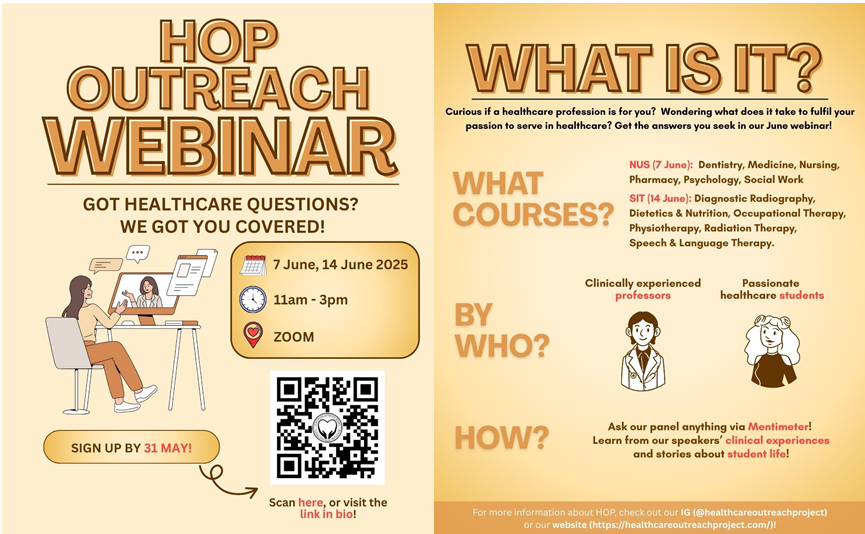 HOP
OUTREACH
WEBINAR
GOT HEALTHCARE QUESTIONS?
WE GOT YOU COVERED!
7 June, 14 June 2025
11am - 3pm
ZOOM
SIGN UP BY 31 MAY!
Scan here, or visit the
link in bio!
WHAT IS IT?
Curious if a healthcare profession is for you? Wondering what does it take to fulfil your
passion to serve in healthcare? Get the answers you seek in our June webinar!
WHAT
COURSES?
NUS (7 June): Dentistry, Medicine, Nursing,
Pharmacy, Psychology, Social Work
SIT (14 June): Diagnostic Radiography,
Dietetics & Nutrition, Occupational Therapy,
Physiotherapy, Radiation Therapy,
Speech & Language Therapy.
BY
WHO?
Clinically experienced
professors
Passionate
healthcare students
HOW?
Ask our panel anything via Mentimeter!
Learn from our speakers’ clinical experiences
and stories about student life!
For more information about HOP, check out our IG (@healthcareoutreachproject)
or our website (https://healthcareoutreachproject.com/)!